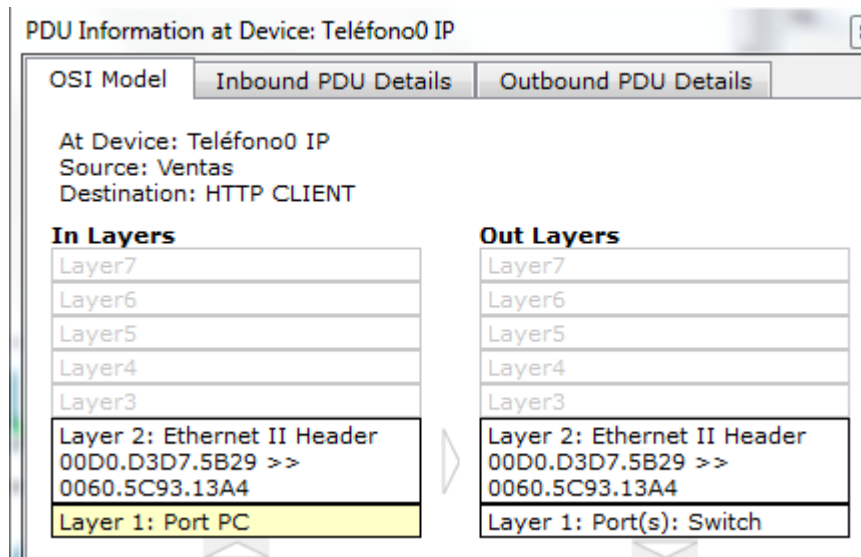 PDU Information at Device: Teléfono0 IP
OSI Model Inbound PDU Details Outbound PDU Details
At Device: Teléfono0 IP
Source: Ventas
Destination: HTTP CLIENT
In Layers Out Layers
Layer7 Layer7
Layer6 Layer6
Layer5 Layer5
Layer4 Layer4
Layer3 Layer3
Layer 2: Ethernet II Header Layer 2: Ethernet II Header
00D0.D3D7.5B29 >> 00D0.D3D7.5B29 >>
0060.5C93.13A4 0060.5C93.13A4
Layer 1: Port PC Layer 1: Port(s): Switch